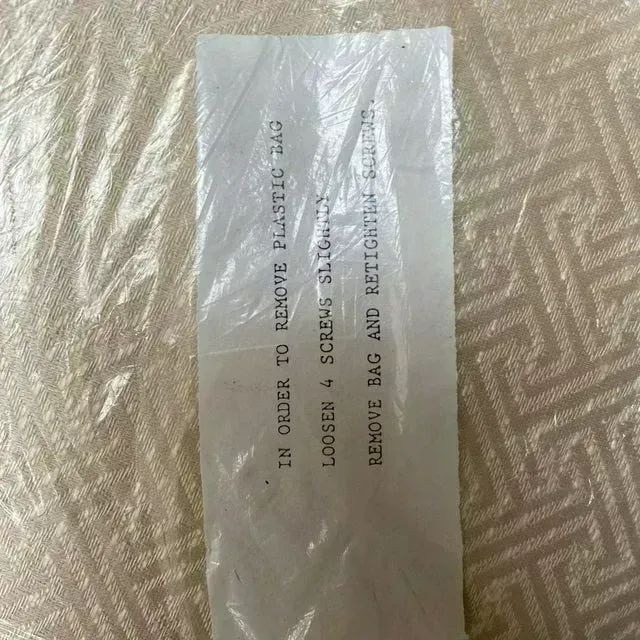 IN ORDER TO REMOVE PLASTIC BAG
LOOSEN 4 SCREWS SLIGHTLY
REMOVE BAG AND RETIGHTEN SCREWS.